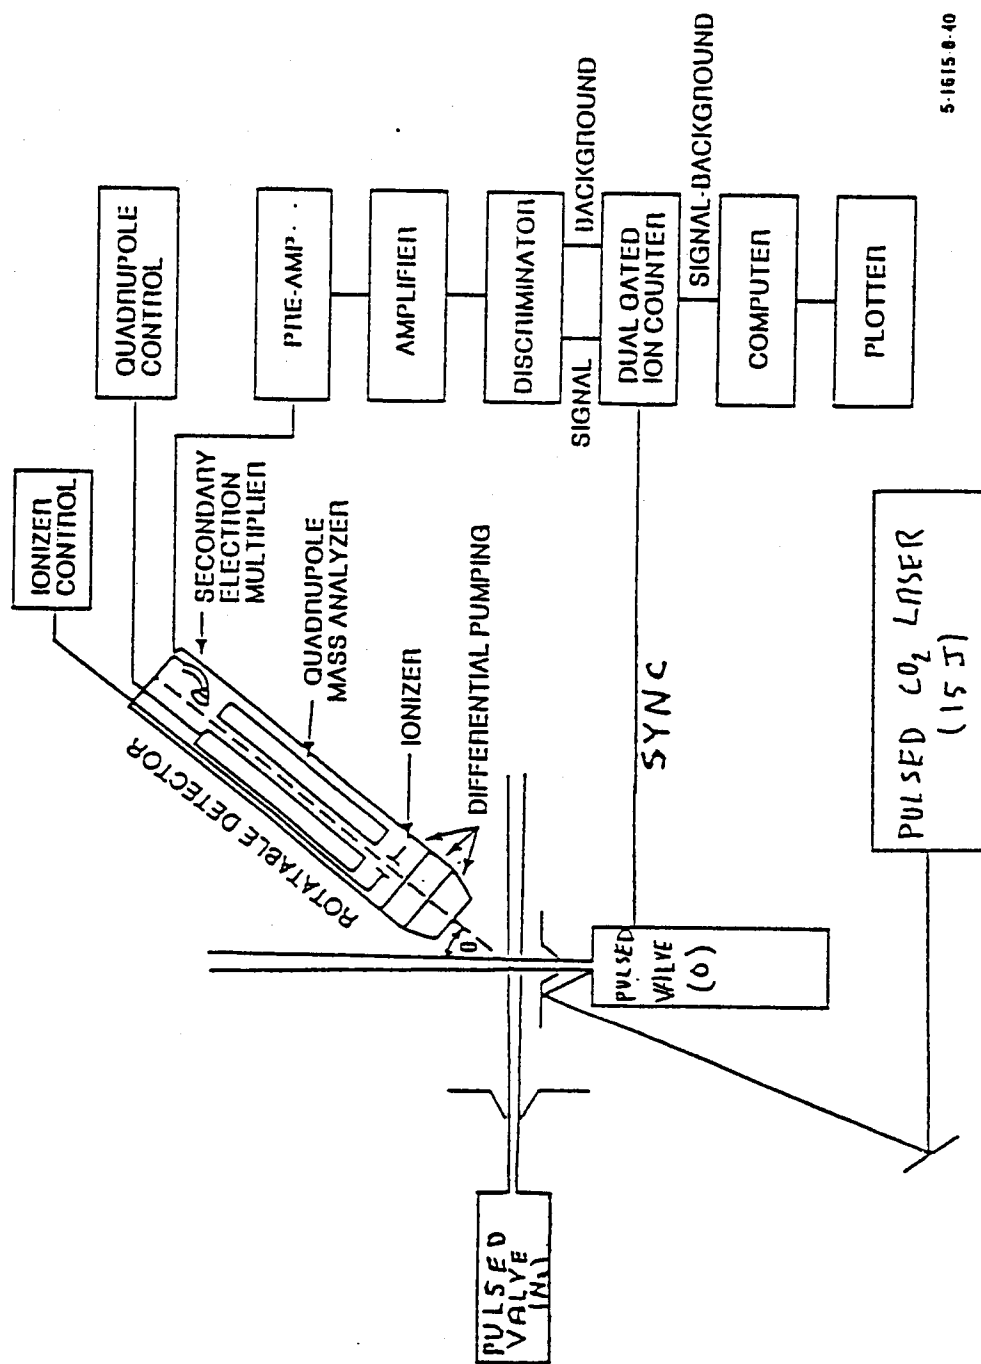 IONIZER
CONTROL
QUADRUPOLE
CONTROL
ROTATABLE DETECTOR
SECONDARY
ELECTRON
MULTIPLIER
QUADRUPOLE
MASS ANALYZER
IONIZER
DIFFERENTIAL PUMPING
θ
PRE-AMP
AMPLIFIER
DISCRIMINATOR
SIGNAL
BACKGROUND
DUAL GATED
ION COUNTER
SIGNAL-BACKGROUND
COMPUTER
PLOTTER
SYNC
PULSED
VALVE
(N₂)
PULSED
VALVE
(O)
PULSED CO₂ LASER
(15 J)
5-1615-8-40